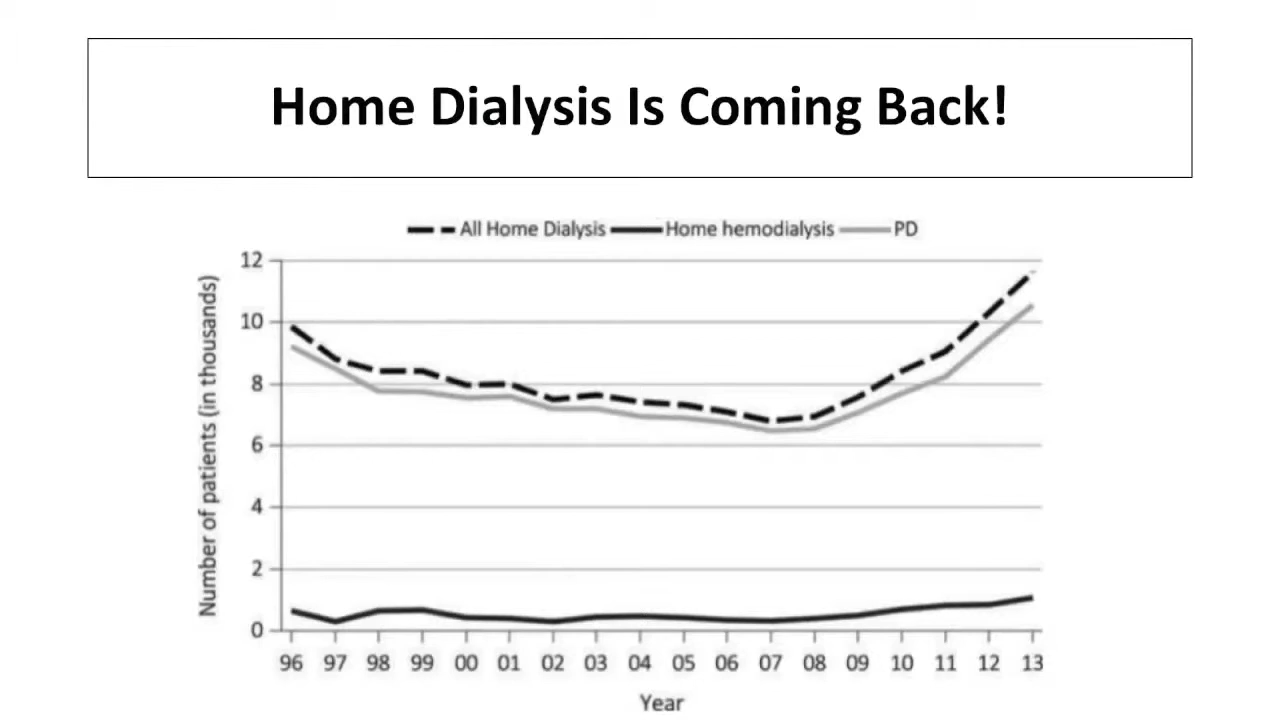 Home Dialysis Is Coming Back!
All Home Dialysis Home hemodialysis PD
Number of patients (in thousands)
12
10
8
6
4
2
0
96 97 98 99 00 01 02 03 04 05 06 07 08 09 10 11 12 13
Year